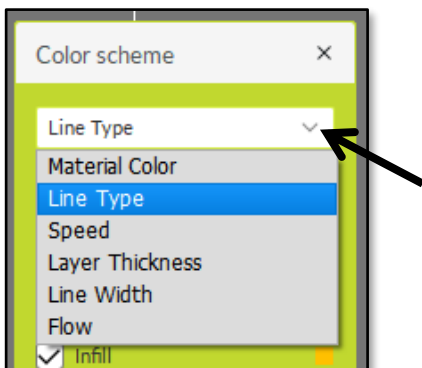 Color scheme
Line Type
Material Color
Line Type
Speed
Layer Thickness
Line Width
Flow
Infill